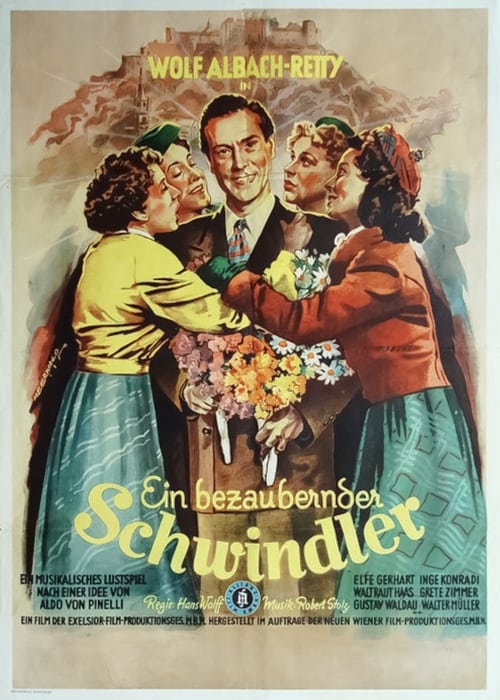 WOLF ALBACH-RETTY
IN
Ein bezaubernder
Schwindler
EIN MUSIKALISCHES LUSTSPIEL
NACH EINER IDEE VON
ALDO VON PINELLI
Regie: Hans Wolff
Musik: Robert Stolz
ELFE GERHART INGE KONRADI
WALTRAUT HAAS GRETE ZIMMER
GUSTAV WALDAU WALTER MÜLLER
EIN FILM DER EXELSIOR-FILM-PRODUKTIONSGES.M.B.H. HERGESTELLT IM AUFTRAGE DER NEUEN WIENER FILM-PRODUKTIONSGES.M.B.H.